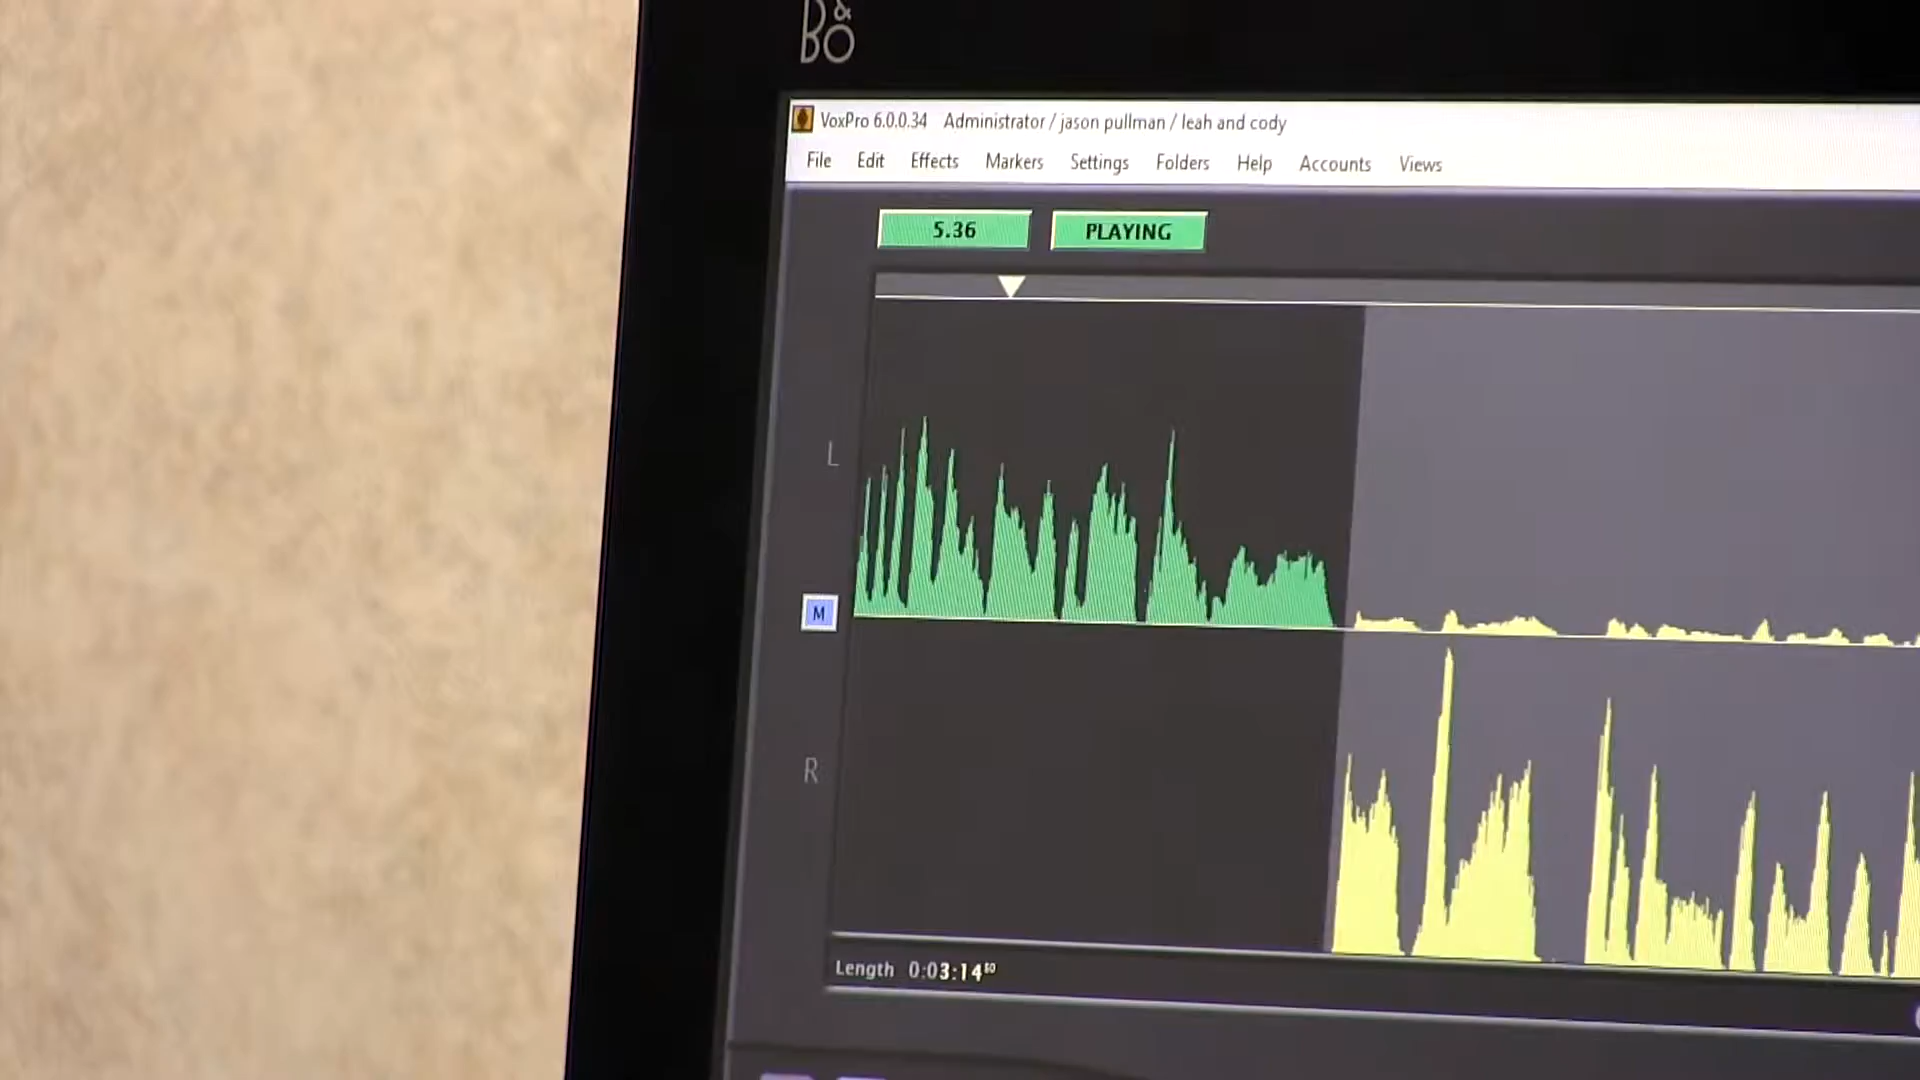 B&O
VoxPro 6.0.0.34 Administrator / jason pullman / leah and cody
File Edit Effects Markers Settings Folders Help Accounts Views
5.36 PLAYING
L
M
R
Length 0:03:14⁵⁰